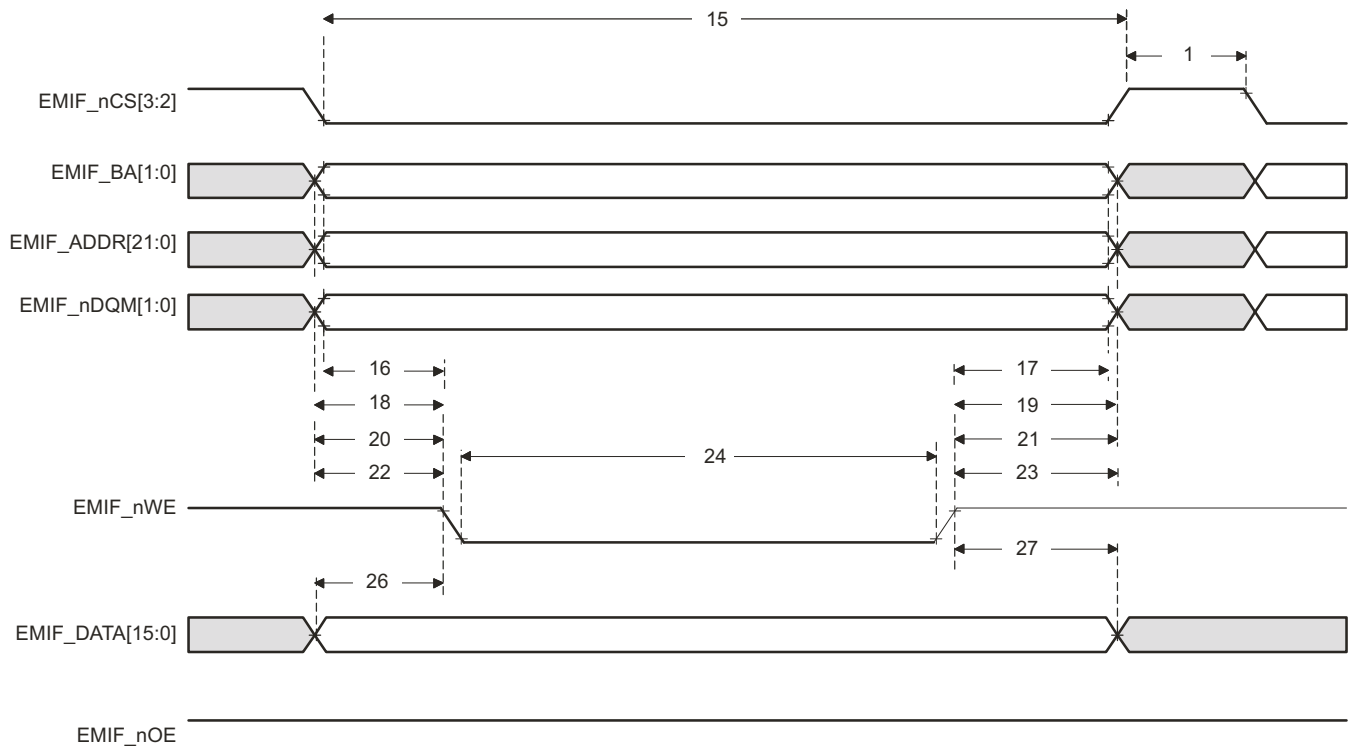 15
1
EMIF_nCS[3:2]
EMIF_BA[1:0]
EMIF_ADDR[21:0]
EMIF_nDQM[1:0]
16
17
18
19
20
21
24
22
23
EMIF_nWE
27
26
EMIF_DATA[15:0]
EMIF_nOE